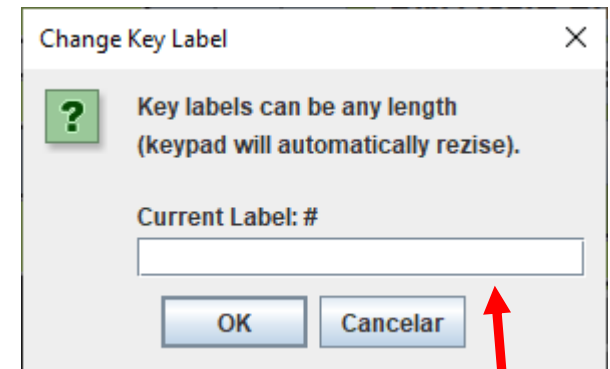 Change Key Label
?
Key labels can be any length
(keypad will automatically rezise).
Current Label: #
OK
Cancelar